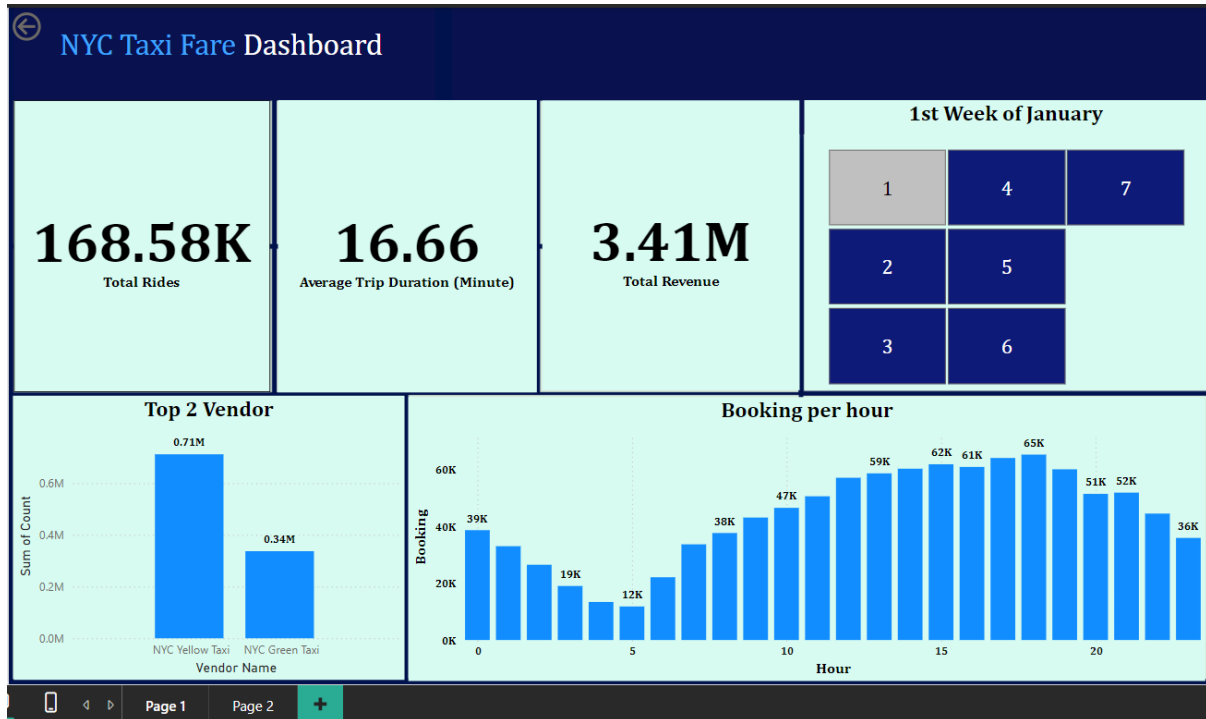 NYC Taxi Fare Dashboard
168.58K
Total Rides
16.66
Average Trip Duration (Minute)
3.41M
Total Revenue
1st Week of January
1 4 7
2 5
3 6
Top 2 Vendor
Sum of Count
0.6M
0.4M
0.2M
0.0M
0.71M
0.34M
NYC Yellow Taxi NYC Green Taxi
Vendor Name
Booking per hour
Booking
60K
40K
20K
0K
39K 19K 12K 38K 47K 59K 62K 61K 65K 51K 52K 36K
0 5 10 15 20
Hour
Page 1 Page 2 +